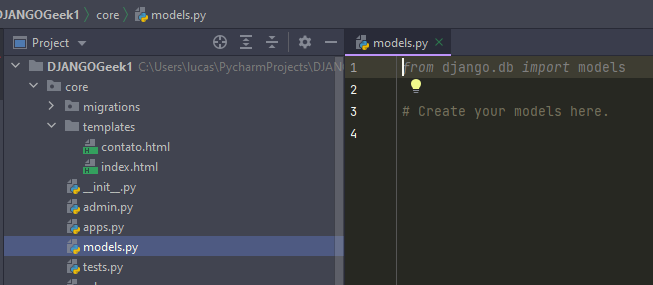 DJANGOGeek1 core models.py
Project
models.py
DJANGOGeek1 C:\Users\lucas\PycharmProjects\DJAN
core
migrations
templates
contato.html
index.html
__init__.py
admin.py
apps.py
models.py
tests.py
1 from django.db import models
2
3 # Create your models here.
4